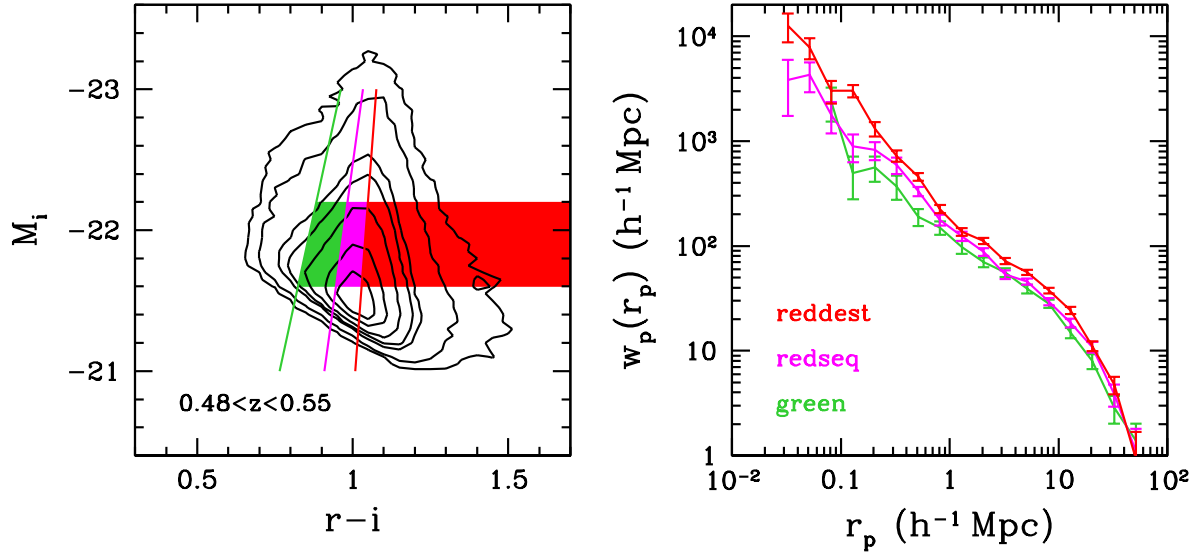 -23
-22
-21
M_i
0.48<z<0.55
0.5
1
1.5
r-i
10^4
10^3
10^2
10
1
w_p(r_p) (h^{-1} Mpc)
reddest
redseq
green
10^{-2}
0.1
1
10
10^2
r_p (h^{-1} Mpc)